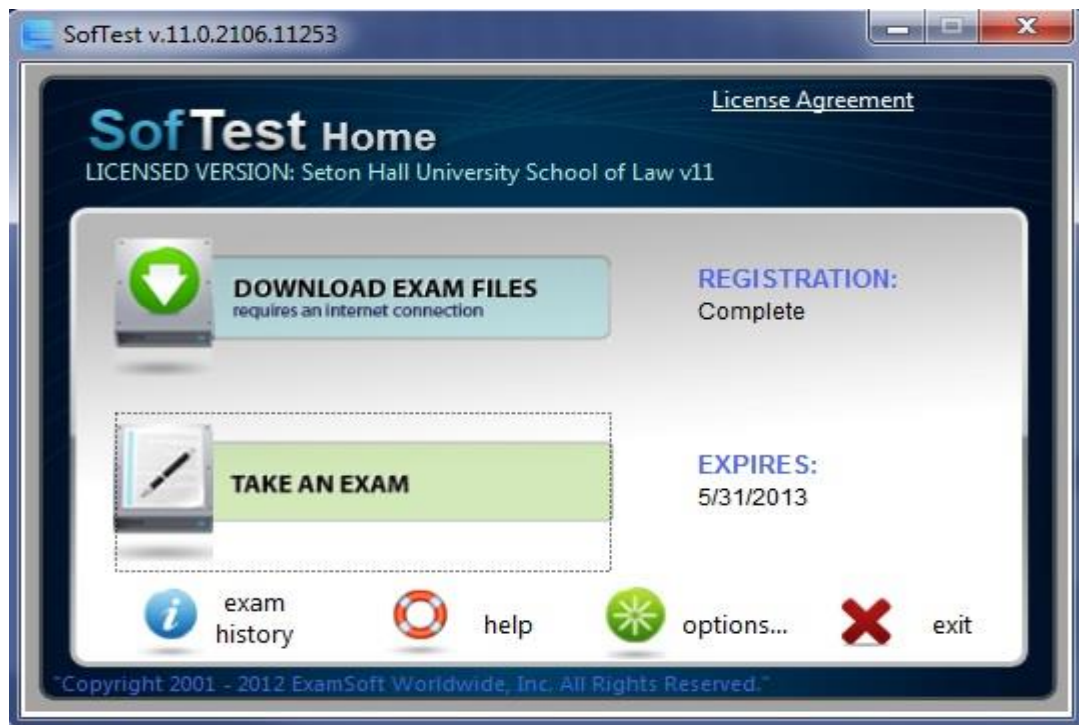 SofTest v.11.0.2106.11253
License Agreement
SofTest Home
LICENSED VERSION: Seton Hall University School of Law v11
DOWNLOAD EXAM FILES
requires an internet connection
REGISTRATION:
Complete
TAKE AN EXAM
EXPIRES:
5/31/2013
exam
history
help
options...
exit
"Copyright 2001 - 2012 ExamSoft Worldwide, Inc. All Rights Reserved."